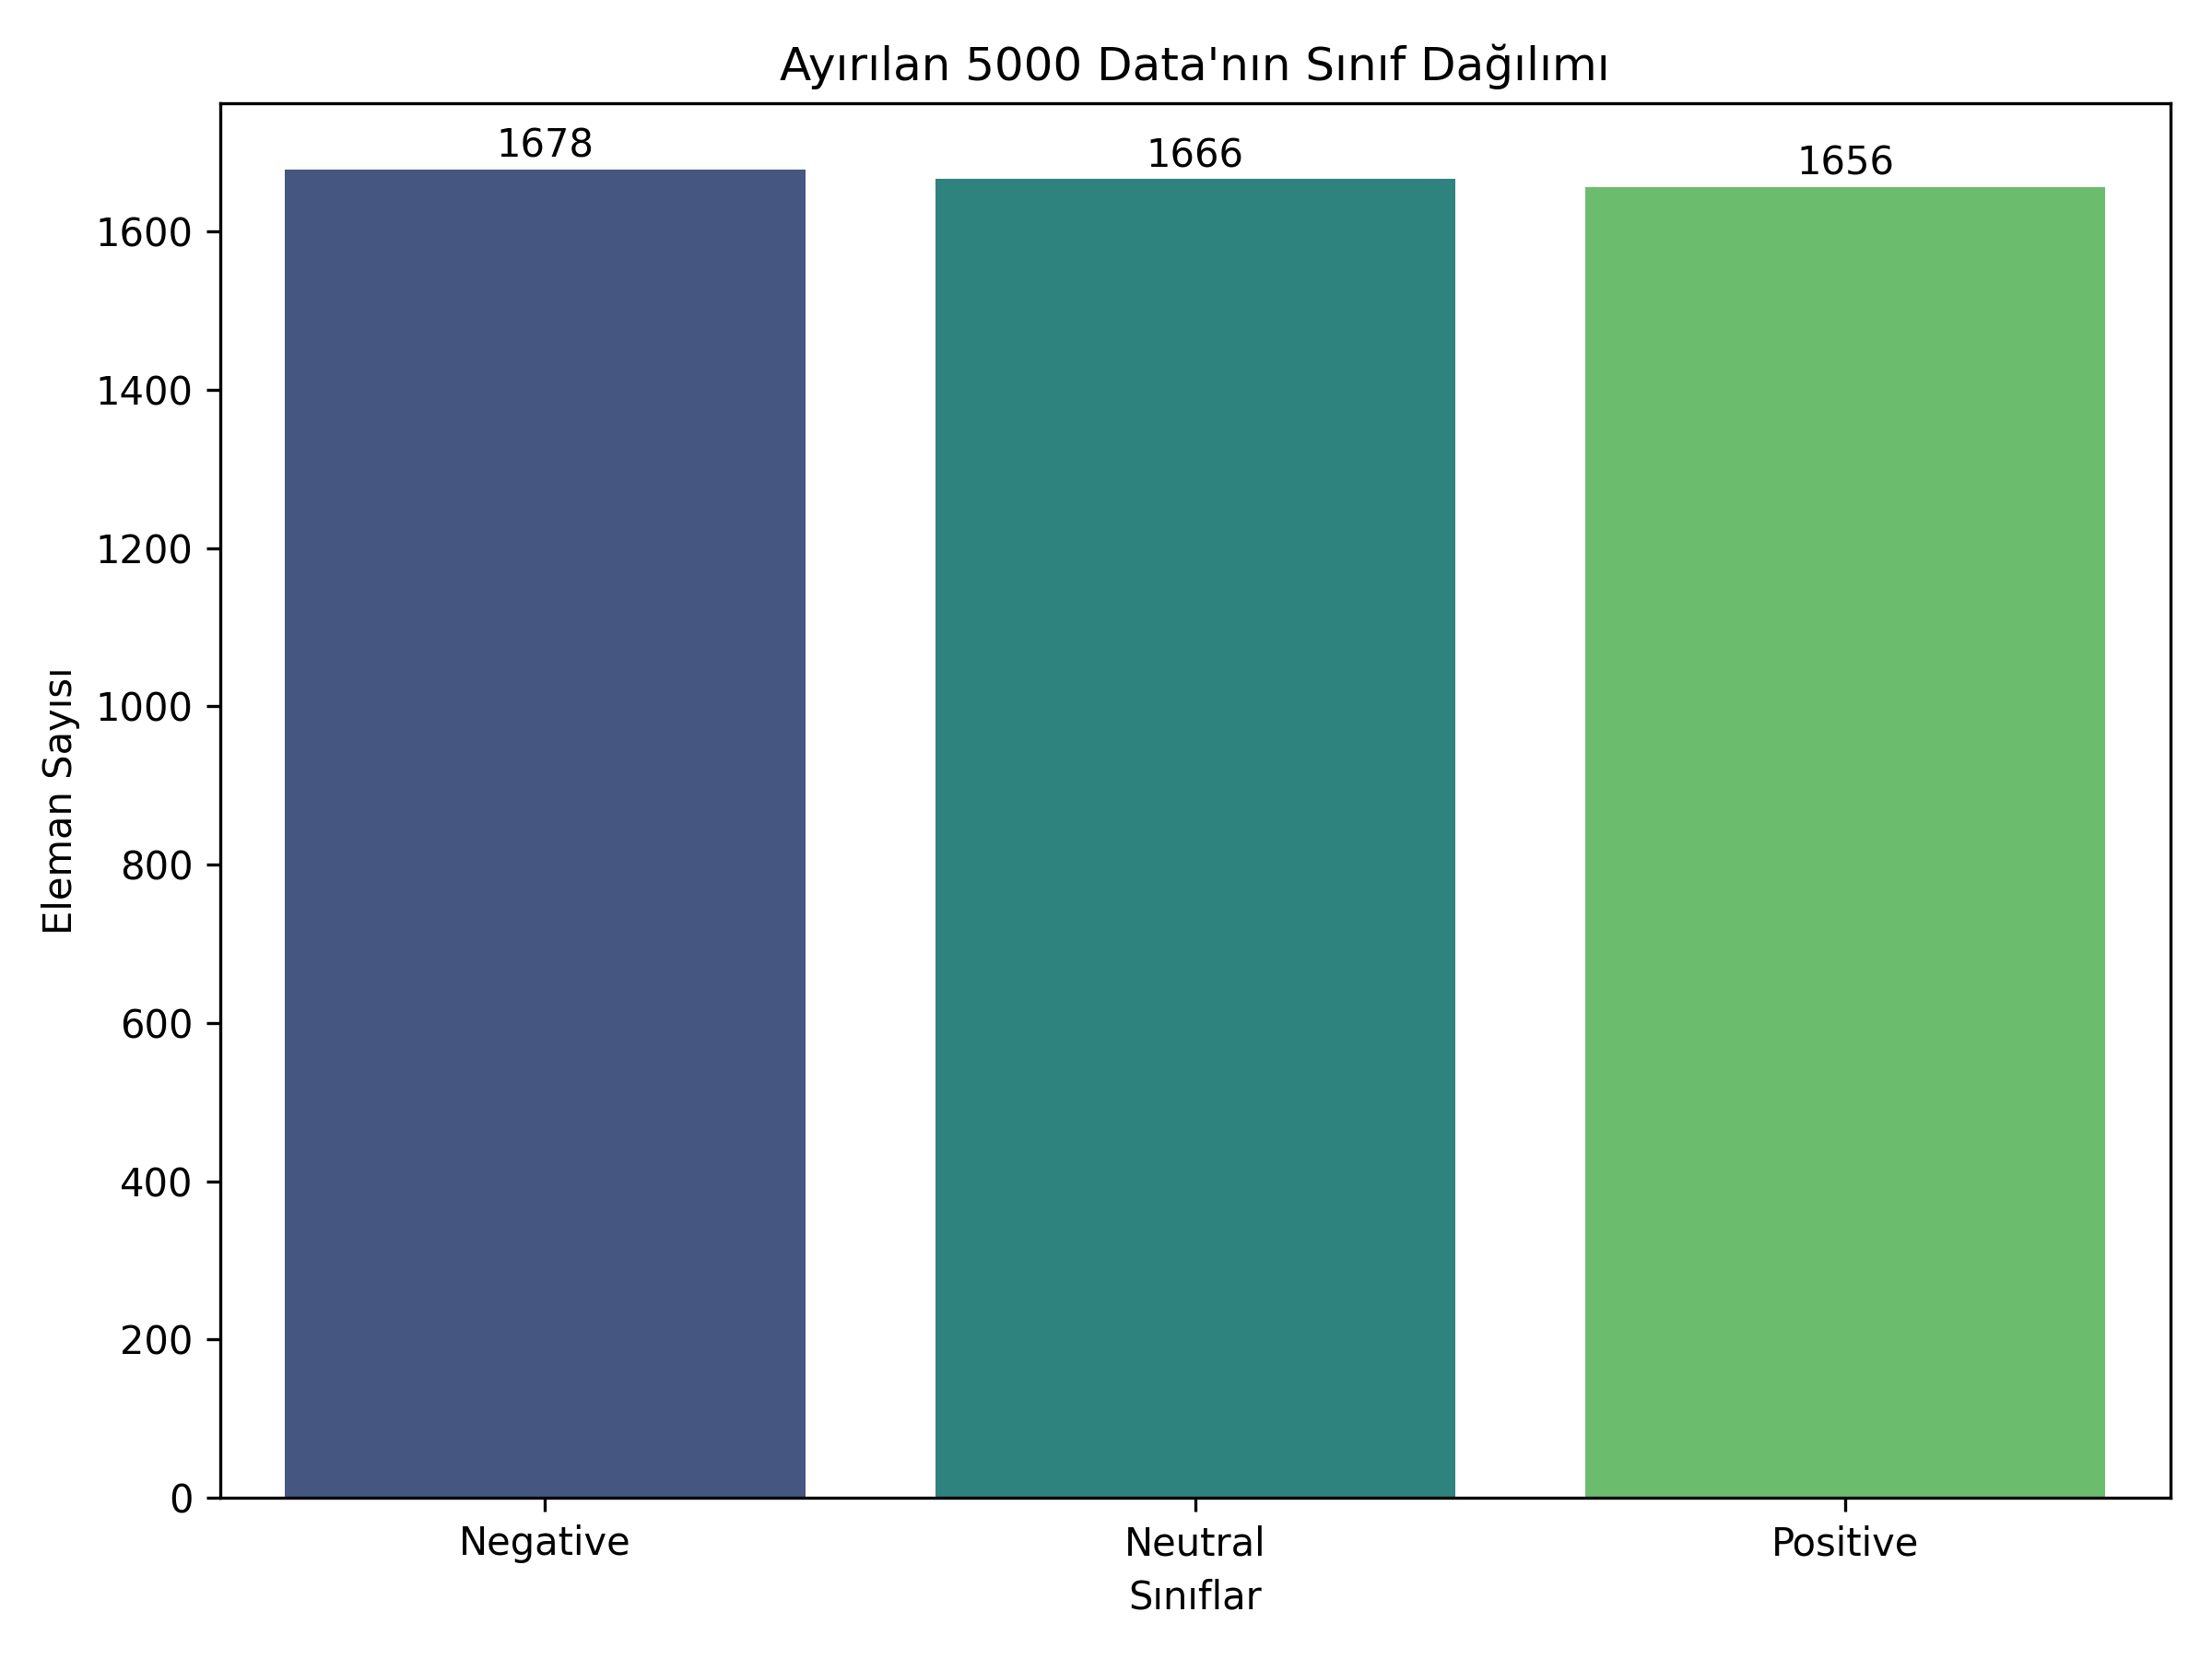 Ayırılan 5000 Data'nın Sınıf Dağılımı
1678
1666
1656
1600
1400
1200
1000
800
600
400
200
0
Eleman Sayısı
Negative
Neutral
Positive
Sınıflar